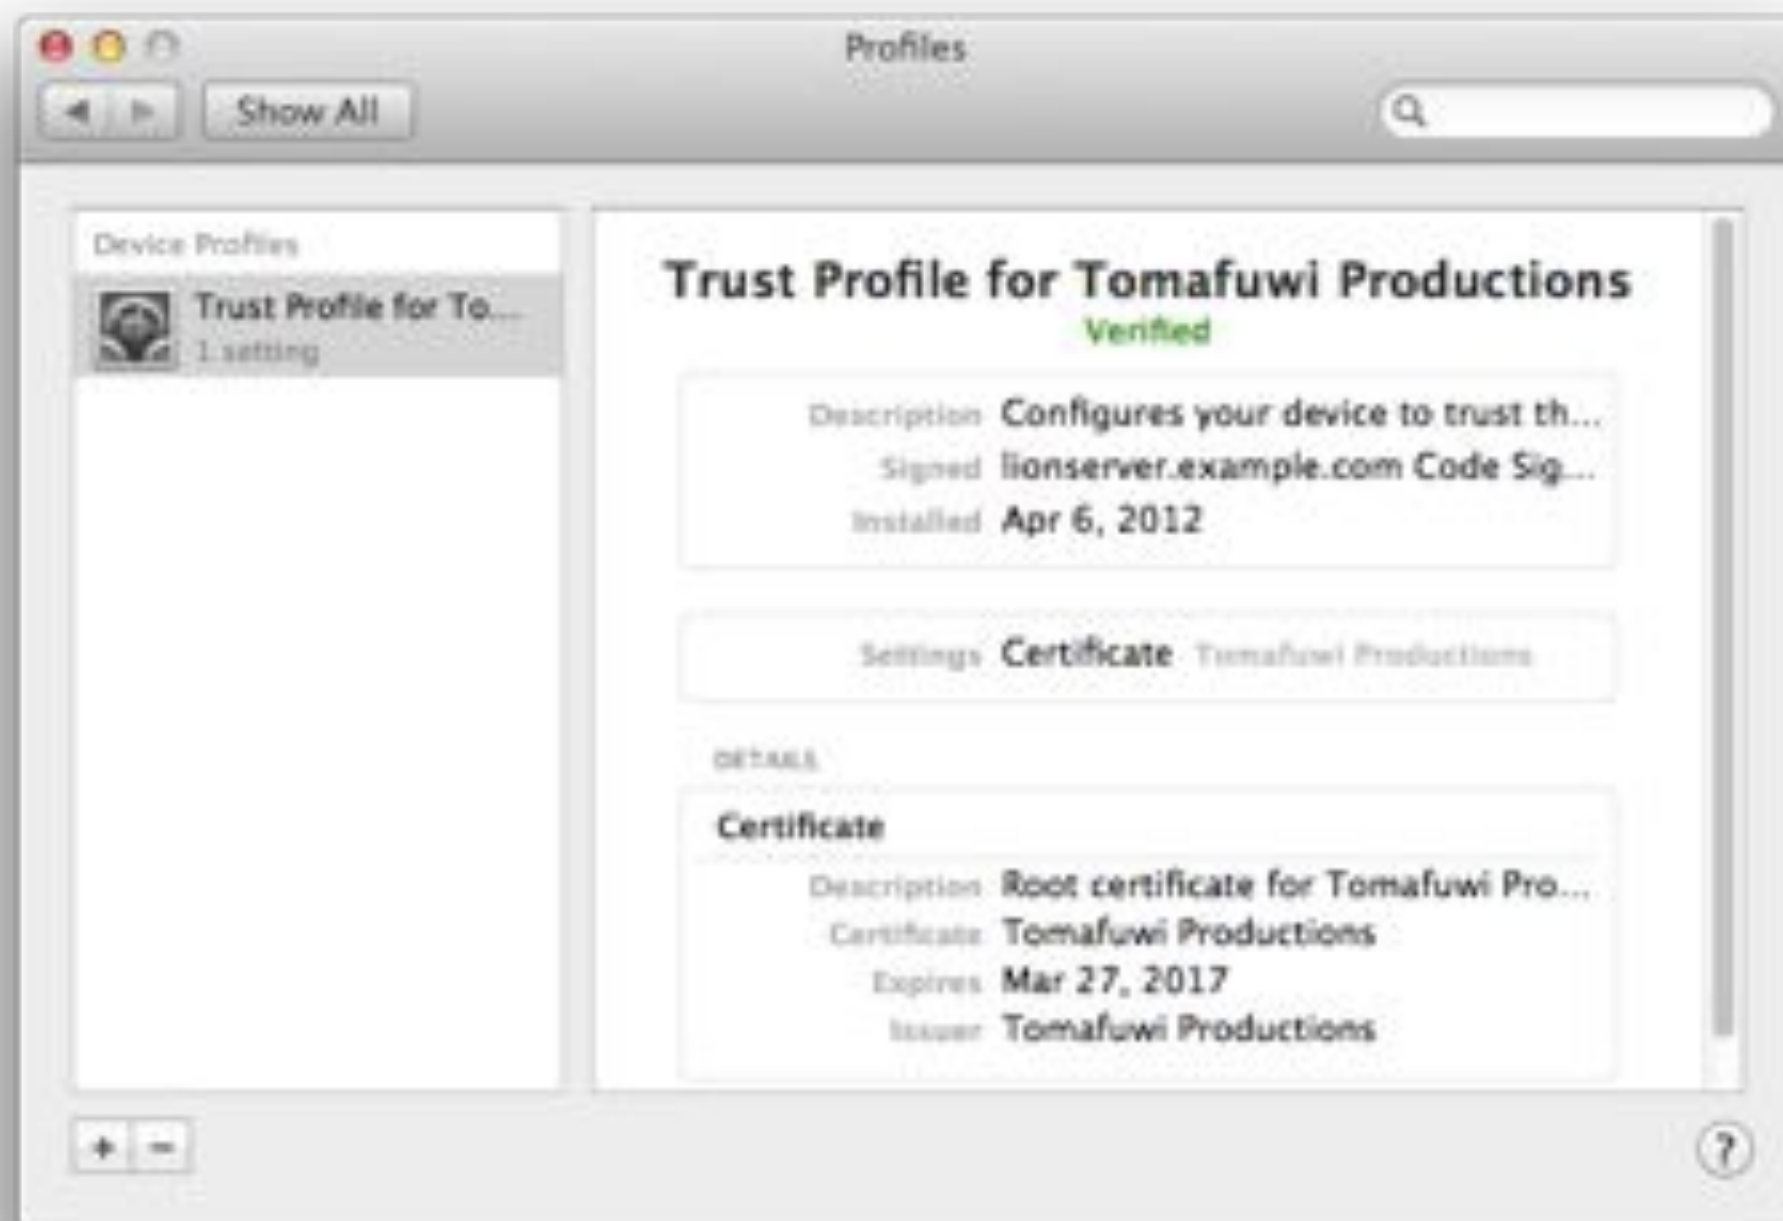 Profiles
Show All
Device Profiles
Trust Profile for To...
1 setting
Trust Profile for Tomafuwi Productions
Verified
Description Configures your device to trust th...
Signed lionserver.example.com Code Sig...
Installed Apr 6, 2012
Settings Certificate Tomafuwi Productions
DETAILS
Certificate
Description Root certificate for Tomafuwi Pro...
Certificate Tomafuwi Productions
Expires Mar 27, 2017
Issuer Tomafuwi Productions
+ −
?